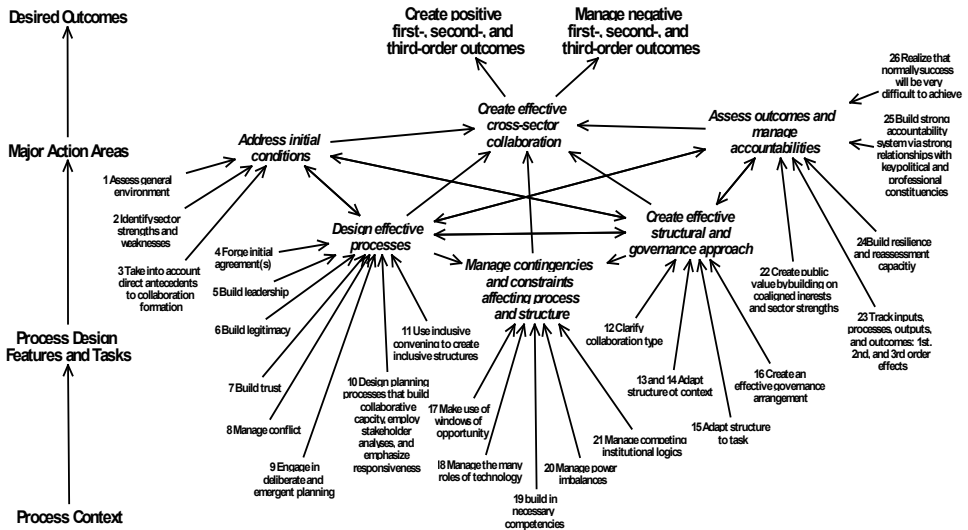 Desired Outcomes
Create positive
first-, second-, and
third-order outcomes
Manage negative
first-, second-, and
third-order outcomes
26 Realize that
normally success
will be very
difficult to achieve
Create effective
cross-sector
collaboration
Assess outcomes and
manage
accountabilities
25 Build strong
accountability
system via strong
relationships with
key political and
professional
constituencies
Major Action Areas
Address initial
conditions
1 Assess general
environment
2 Identify sector
strengths and
weaknesses
3 Take into account
direct antecedents
to collaboration
formation
Design effective
processes
Create effective
structural and
governance approach
Manage contingencies
and constraints
affecting process
and structure
4 Forge initial
agreement(s)
5 Build leadership
6 Build legitimacy
7 Build trust
8 Manage conflict
9 Engage in
deliberate and
emergent planning
10 Design planning
processes that build
collaborative
capcity, employ
stakeholder
analyses, and
emphasize
responsiveness
11 Use inclusive
convening to create
inclusive structures
12 Clarify
collaboration type
13 and 14 Adapt
structure ot context
15 Adapt structure
to task
16 Create an
effective governance
arrangement
17 Make use of
windows of
opportunity
18 Manage the many
roles of technology
19 build in
necessary
competencies
20 Manage power
imbalances
21 Manage competing
institutional logics
22 Create public
value by building on
coaligned inerests
and sector strengths
23 Track inputs,
processes, outputs,
and outcomes: 1st.
2nd, and 3rd order
effects
24 Build resilience
and reassessment
capacitiy
Process Design
Features and Tasks
Process Context